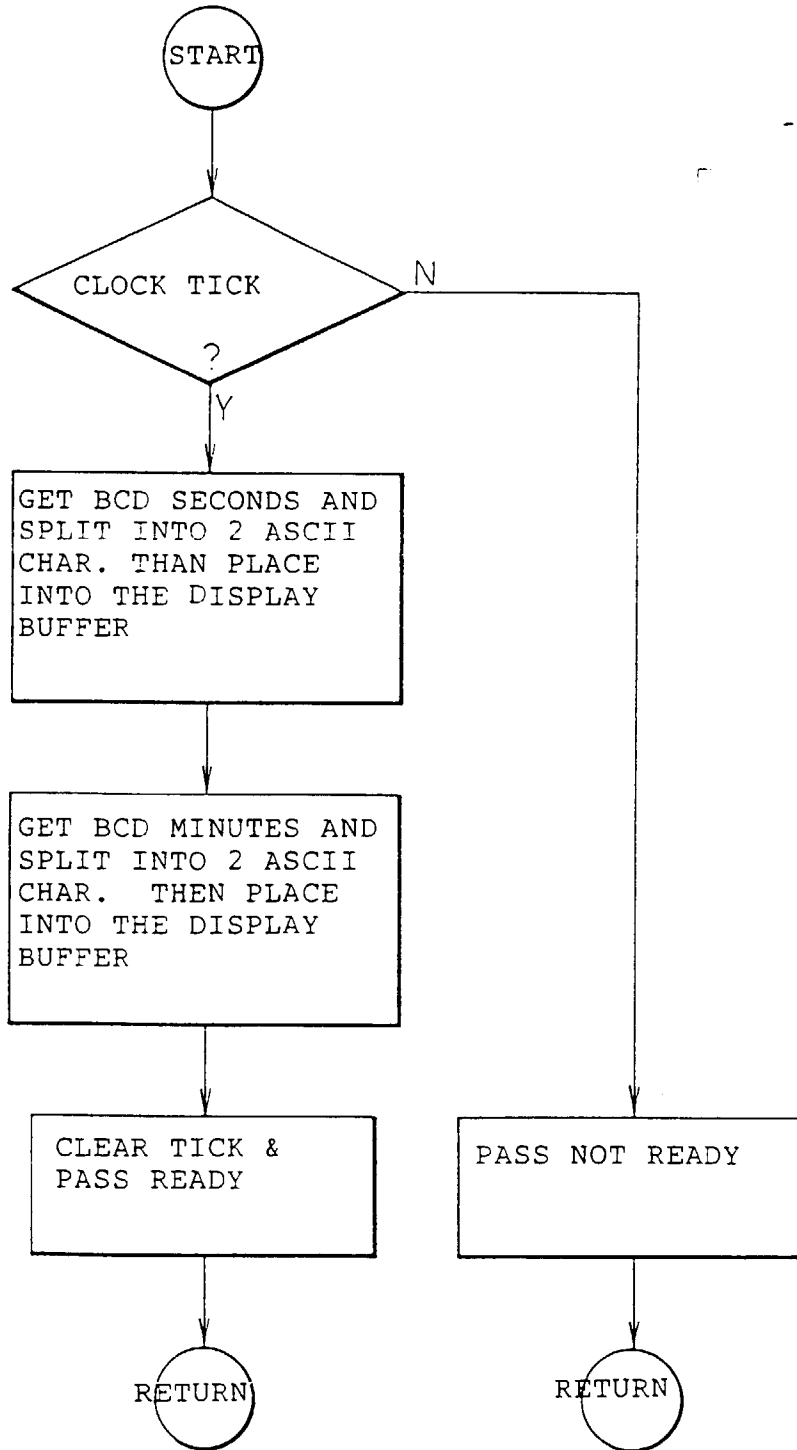 START
CLOCK TICK
?
N
Y
GET BCD SECONDS AND
SPLIT INTO 2 ASCII
CHAR. THAN PLACE
INTO THE DISPLAY
BUFFER
GET BCD MINUTES AND
SPLIT INTO 2 ASCII
CHAR. THEN PLACE
INTO THE DISPLAY
BUFFER
CLEAR TICK &
PASS READY
PASS NOT READY
RETURN
RETURN